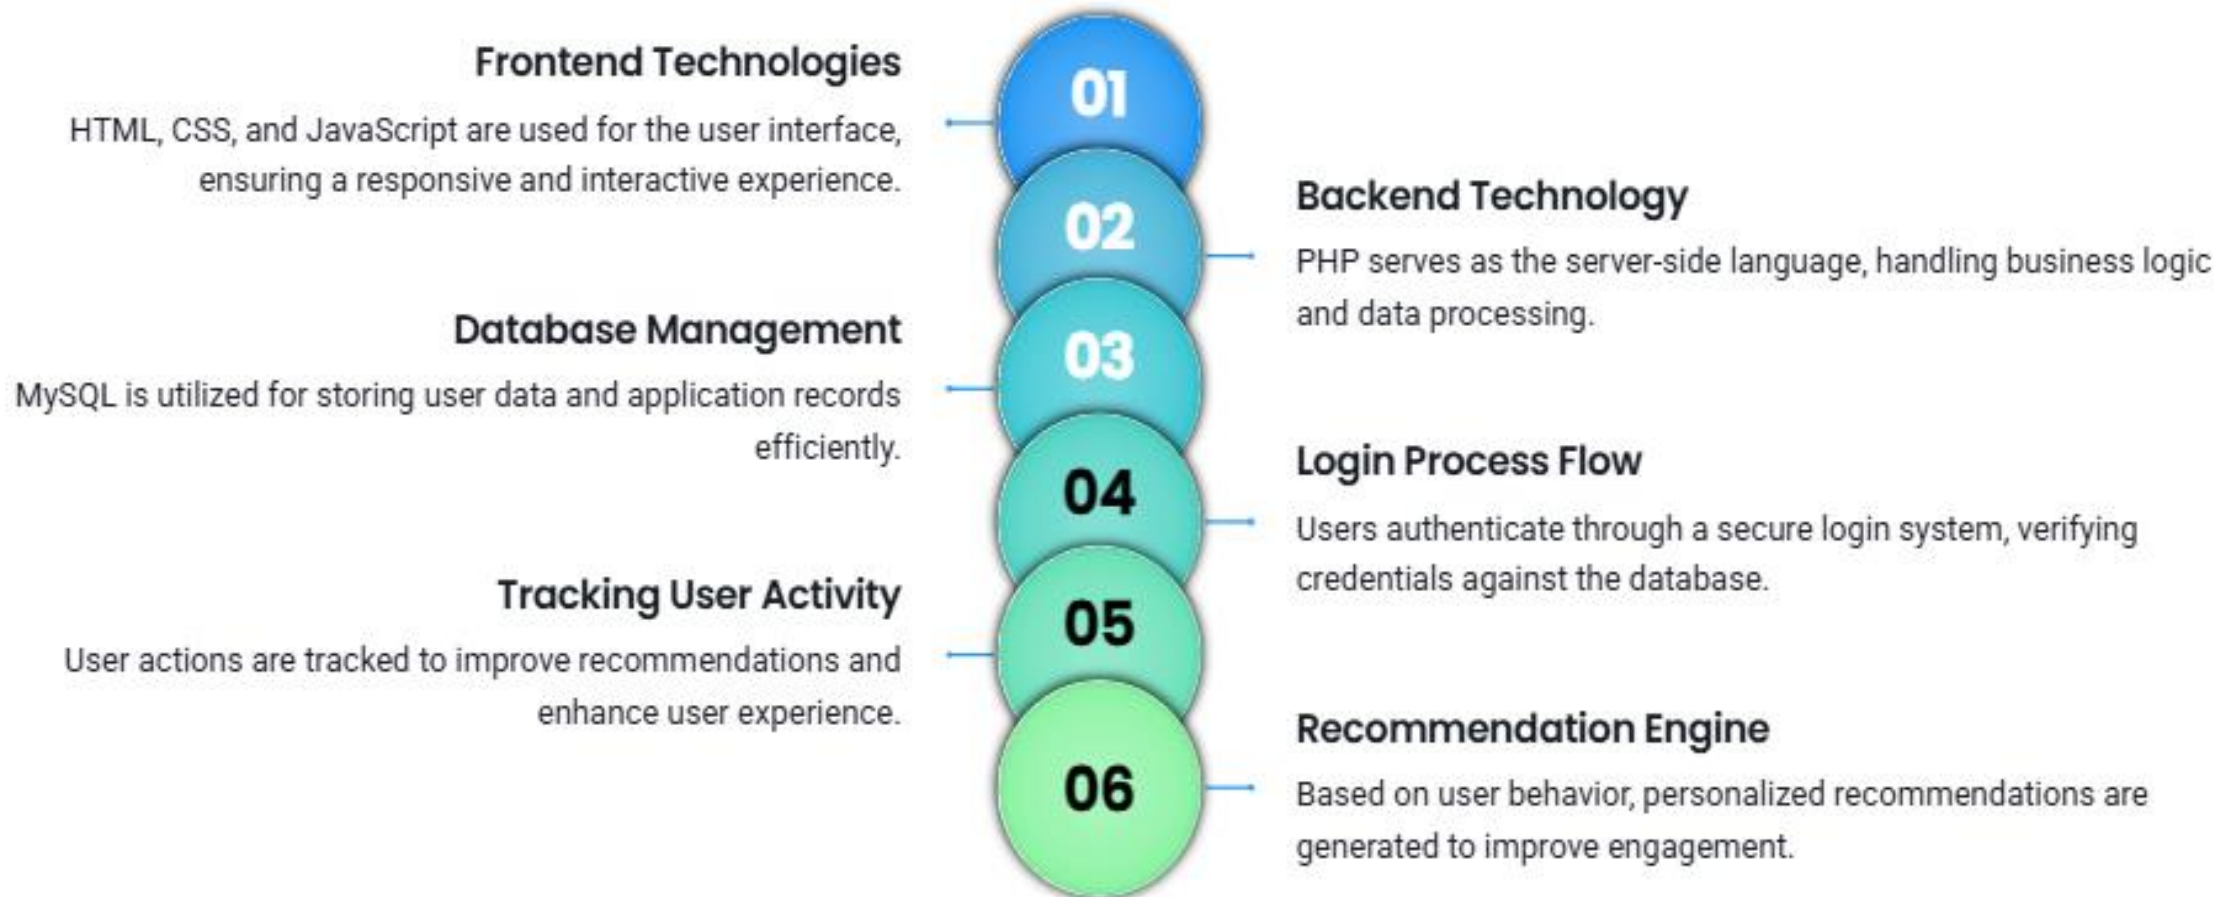 Frontend Technologies
01
HTML, CSS, and JavaScript are used for the user interface,
ensuring a responsive and interactive experience.
Backend Technology
02
PHP serves as the server-side language, handling business logic
and data processing.
Database Management
03
MySQL is utilized for storing user data and application records
efficiently.
Login Process Flow
04
Users authenticate through a secure login system, verifying
credentials against the database.
Tracking User Activity
05
User actions are tracked to improve recommendations and
enhance user experience.
Recommendation Engine
06
Based on user behavior, personalized recommendations are
generated to improve engagement.